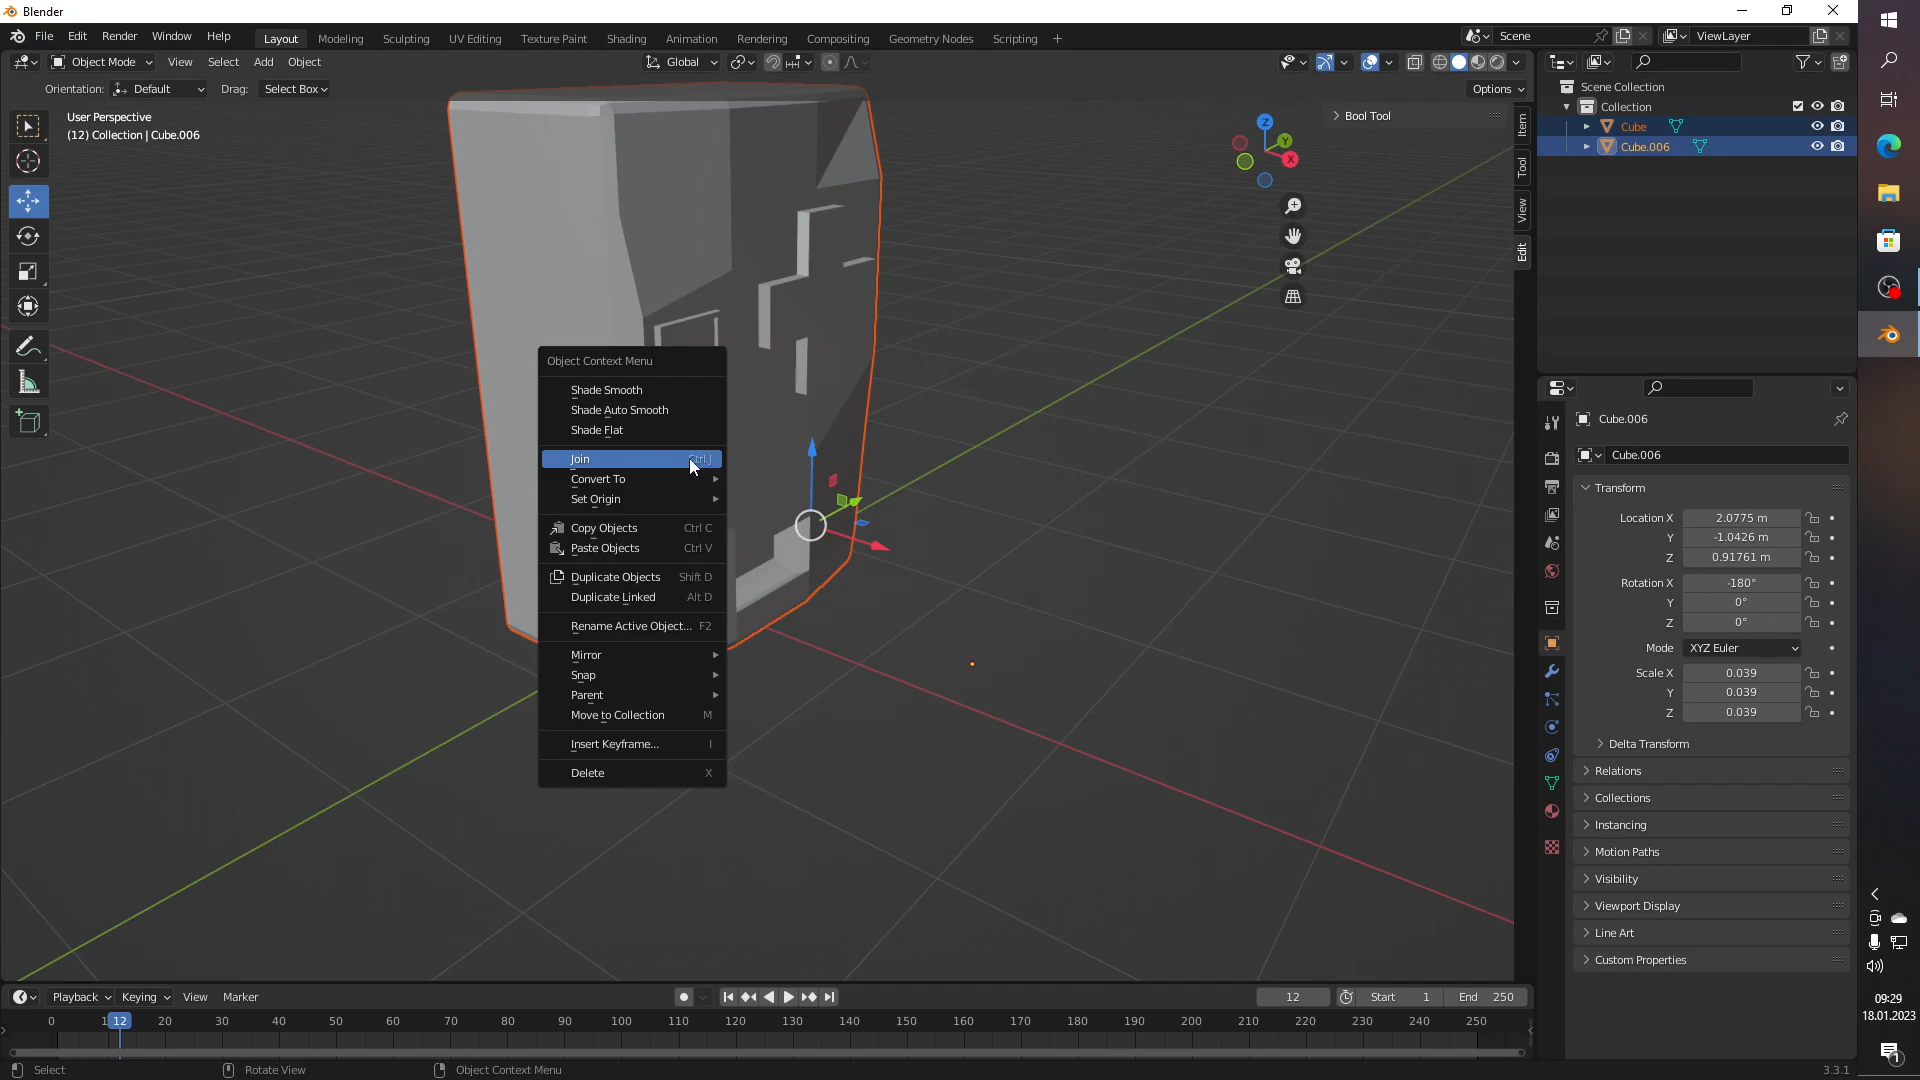 Blender
File Edit Render Window Help
Layout Modeling Sculpting UV Editing Texture Paint Shading Animation Rendering Compositing Geometry Nodes Scripting +
Scene
ViewLayer
Object Mode View Select Add Object
Global
Orientation: Default Drag: Select Box
Options
User Perspective
(12) Collection | Cube.006
Bool Tool
Item
Tool
View
Edit
Z
Y
X
Scene Collection
Collection
Cube
Cube.006
Object Context Menu
Shade Smooth
Shade Auto Smooth
Shade Flat
Join Ctrl J
Convert To
Set Origin
Copy Objects Ctrl C
Paste Objects Ctrl V
Duplicate Objects Shift D
Duplicate Linked Alt D
Rename Active Object... F2
Mirror
Snap
Parent
Move to Collection M
Insert Keyframe... I
Delete X
Cube.006
Cube.006
Transform
Location X 2.0775 m
Y -1.0426 m
Z 0.91761 m
Rotation X -180°
Y 0°
Z 0°
Mode XYZ Euler
Scale X 0.039
Y 0.039
Z 0.039
Delta Transform
Relations
Collections
Instancing
Motion Paths
Visibility
Viewport Display
Line Art
Custom Properties
Playback Keying View Marker
12 Start 1 End 250
0 1 12 20 30 40 50 60 70 80 90 100 110 120 130 140 150 160 170 180 190 200 210 220 230 240 250
Select Rotate View Object Context Menu
3.3.1
09:29
18.01.2023
1